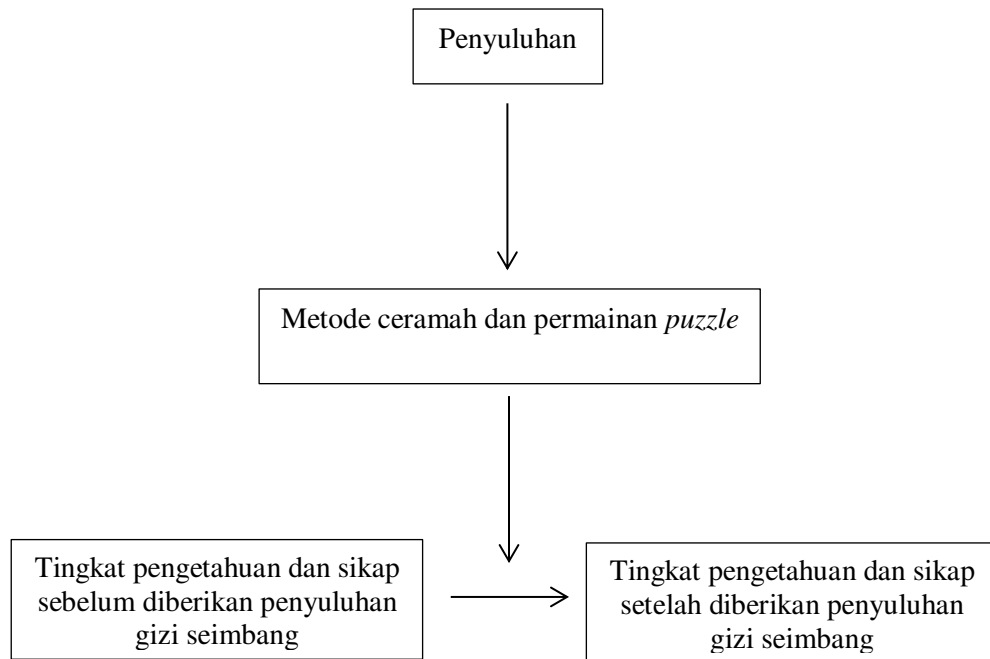 Penyuluhan
Metode ceramah dan permainan puzzle
Tingkat pengetahuan dan sikap
sebelum diberikan penyuluhan
gizi seimbang
Tingkat pengetahuan dan sikap
setelah diberikan penyuluhan
gizi seimbang